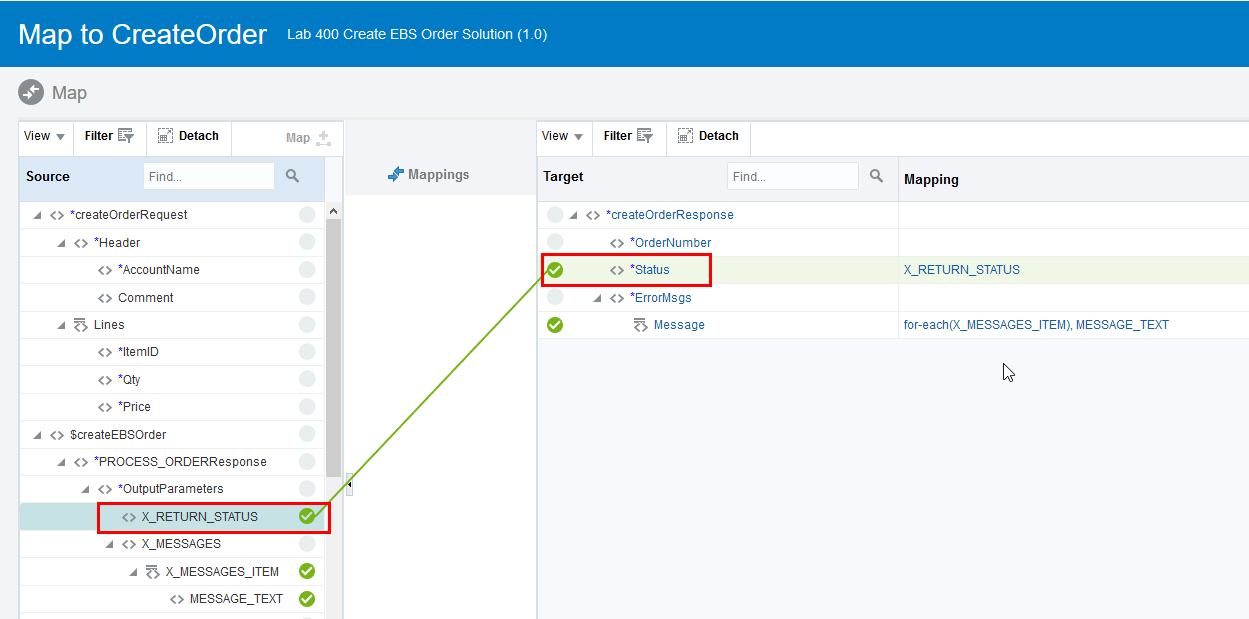 Map to CreateOrder Lab 400 Create EBS Order Solution (1.0)
Map
View Filter Detach Map
Source Find...
*createOrderRequest
*Header
*AccountName
Comment
Lines
*ItemID
*Qty
*Price
$createEBSOrder
*PROCESS_ORDERResponse
*OutputParameters
X_RETURN_STATUS
X_MESSAGES
X_MESSAGES_ITEM
MESSAGE_TEXT
Mappings
View Filter Detach
Target Find... Mapping
*createOrderResponse
*OrderNumber
*Status X_RETURN_STATUS
*ErrorMsgs
Message for-each(X_MESSAGES_ITEM), MESSAGE_TEXT